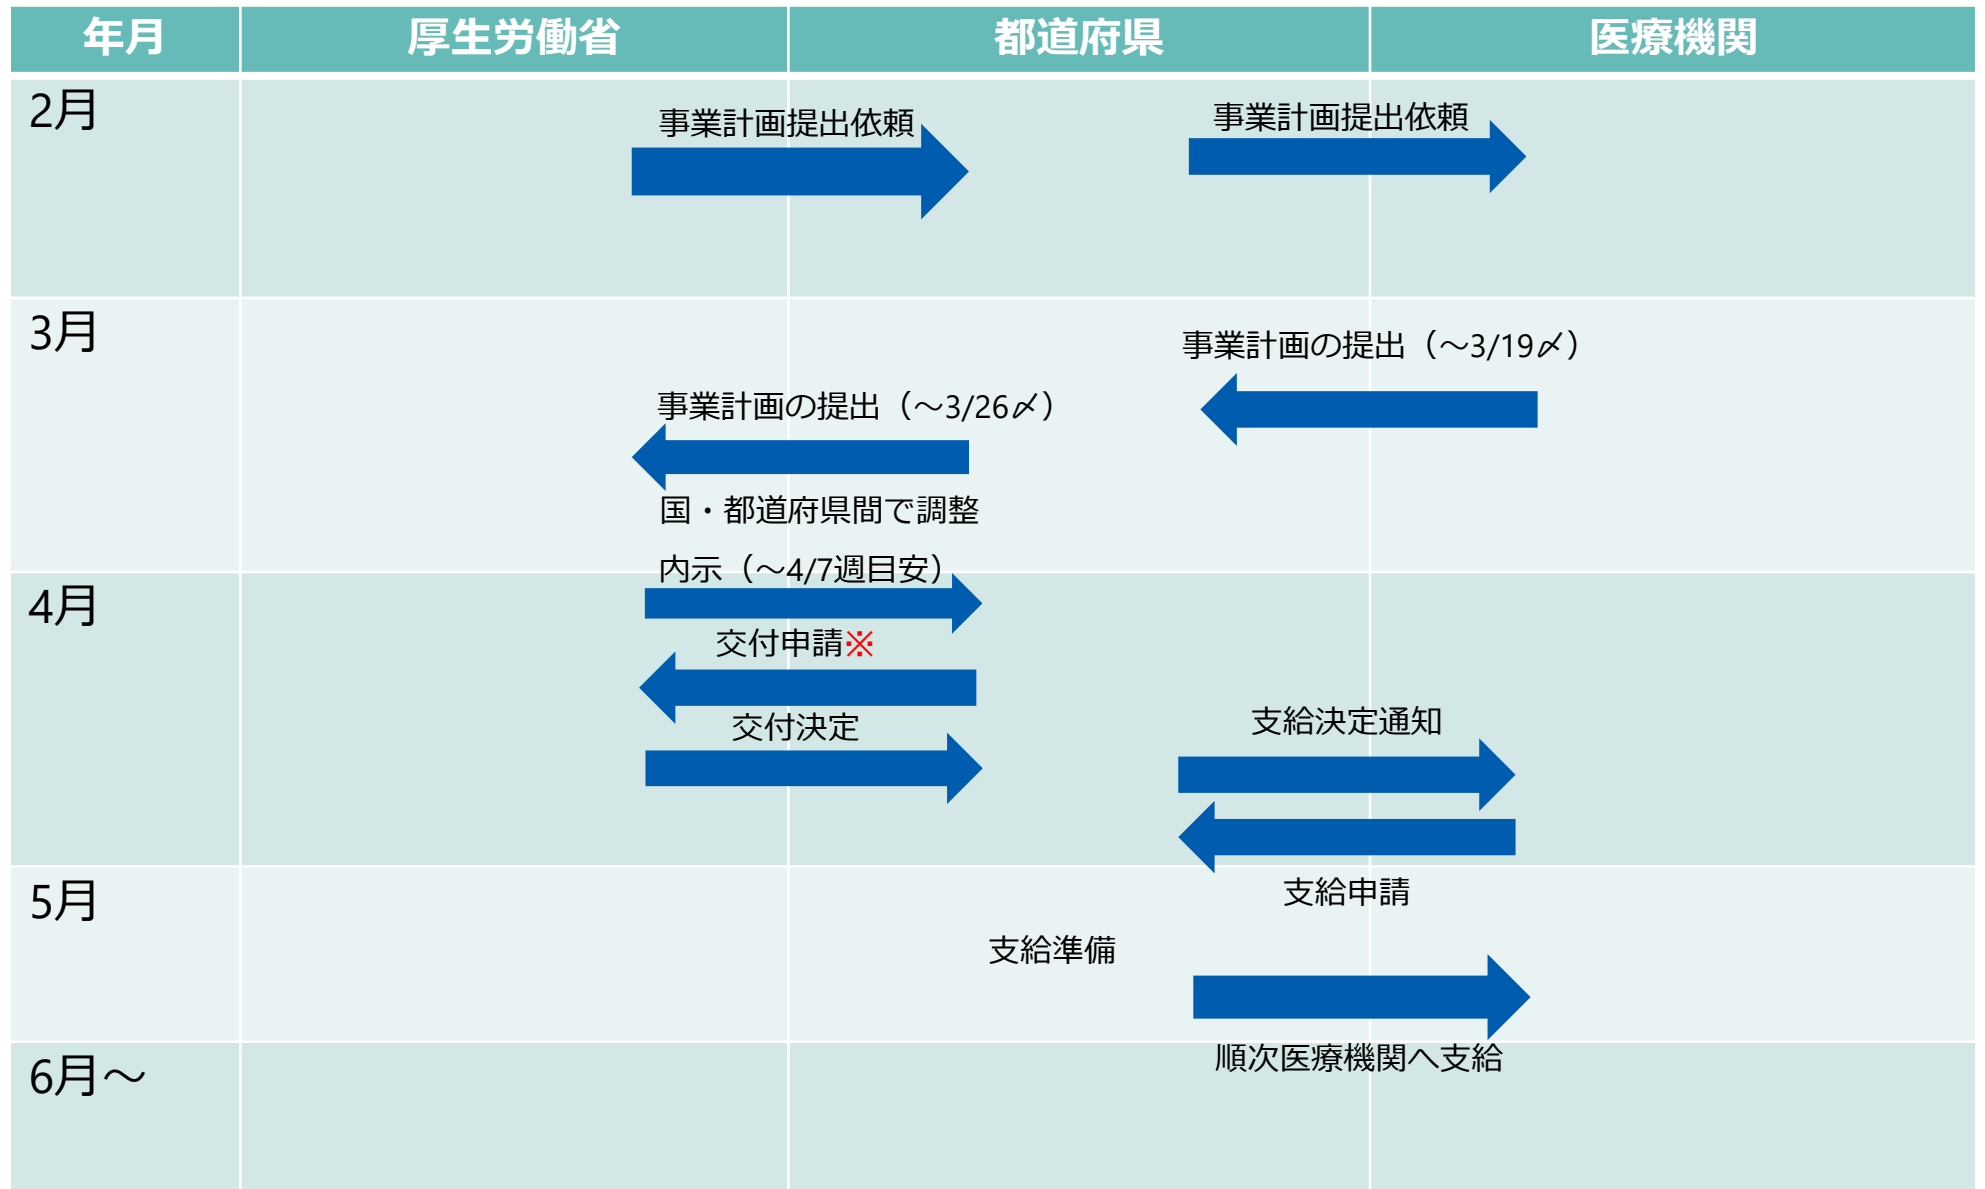 年月
厚生労働省
都道府県
医療機関
2月
事業計画提出依頼
事業計画提出依頼
3月
事業計画の提出（～3/19〆）
事業計画の提出（～3/26〆）
国・都道府県間で調整
内示（～4/7週目安）
4月
交付申請※
交付決定
支給決定通知
5月
支給申請
支給準備
順次医療機関へ支給
6月～